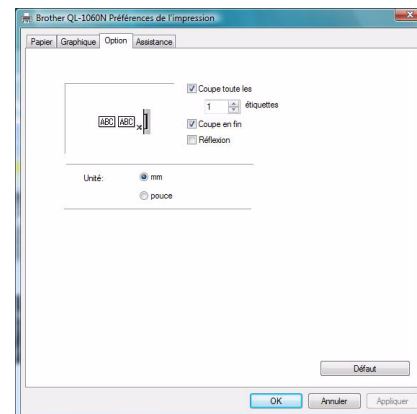 Brother QL-1060N Préférences de l'impression
Papier Graphique Option Assistance
Coupe toute les
1 étiquettes
ABC ABC
Coupe en fin
Réflexion
Unité: mm
pouce
Défaut
OK Annuler Appliquer